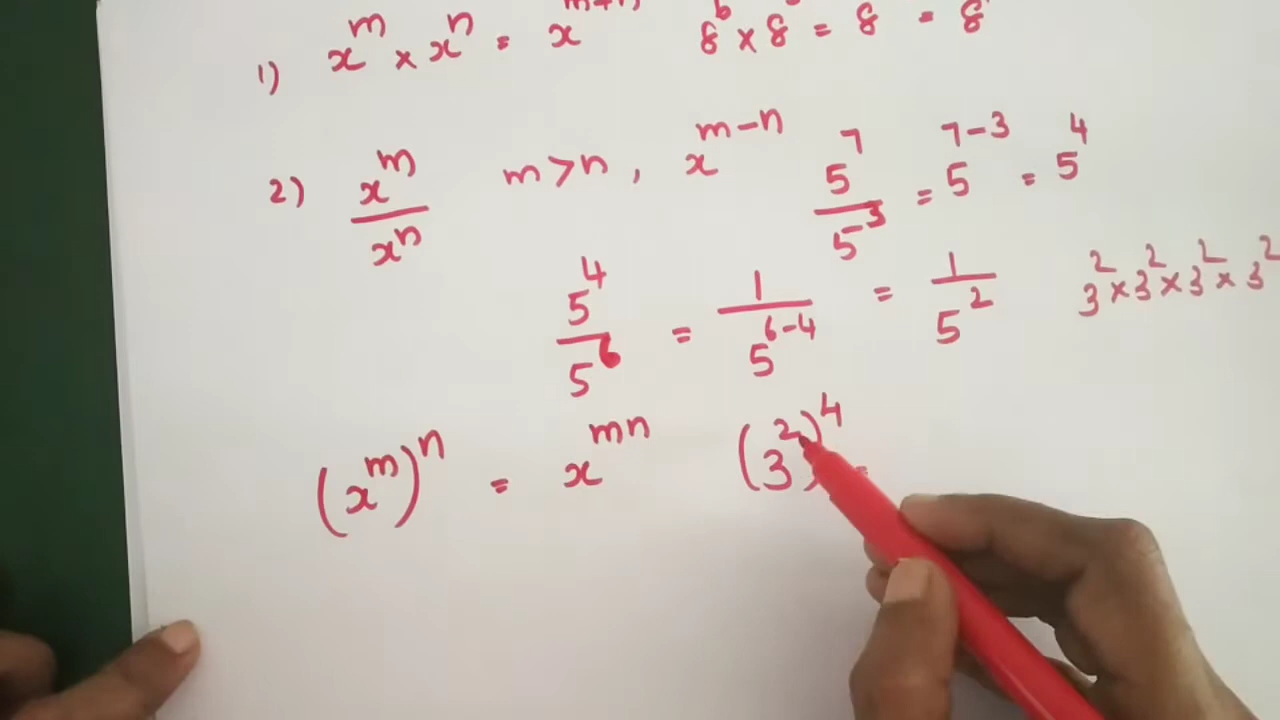 1) x^m × x^n = x^{m+n} 8^6 × 8 = 8 = 8
2) x^m/x^n m>n, x^{m-n} 5^7/5^3 = 5^{7-3} = 5^4
5^4/5^6 = 1/5^{6-4} = 1/5^2 3^2×3^2×3^2×3^2
(x^m)^n = x^{mn} (3^2)^4 =